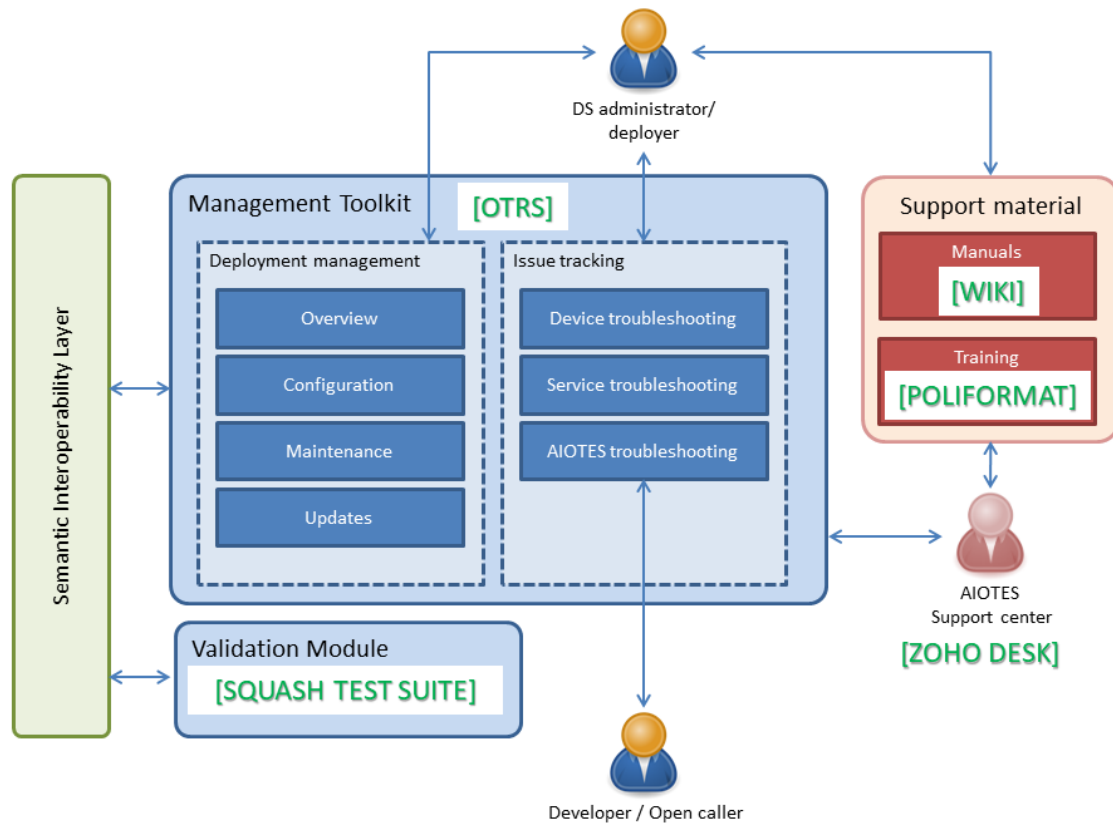 DS administrator/
deployer
Semantic Interoperability Layer
Management Toolkit
[OTRS]
Deployment management
Overview
Configuration
Maintenance
Updates
Issue tracking
Device troubleshooting
Service troubleshooting
AIOTES troubleshooting
Support material
Manuals
[WIKI]
Training
[POLIFORMAT]
AIOTES
Support center
[ZOHO DESK]
Validation Module
[SQUASH TEST SUITE]
Developer / Open caller